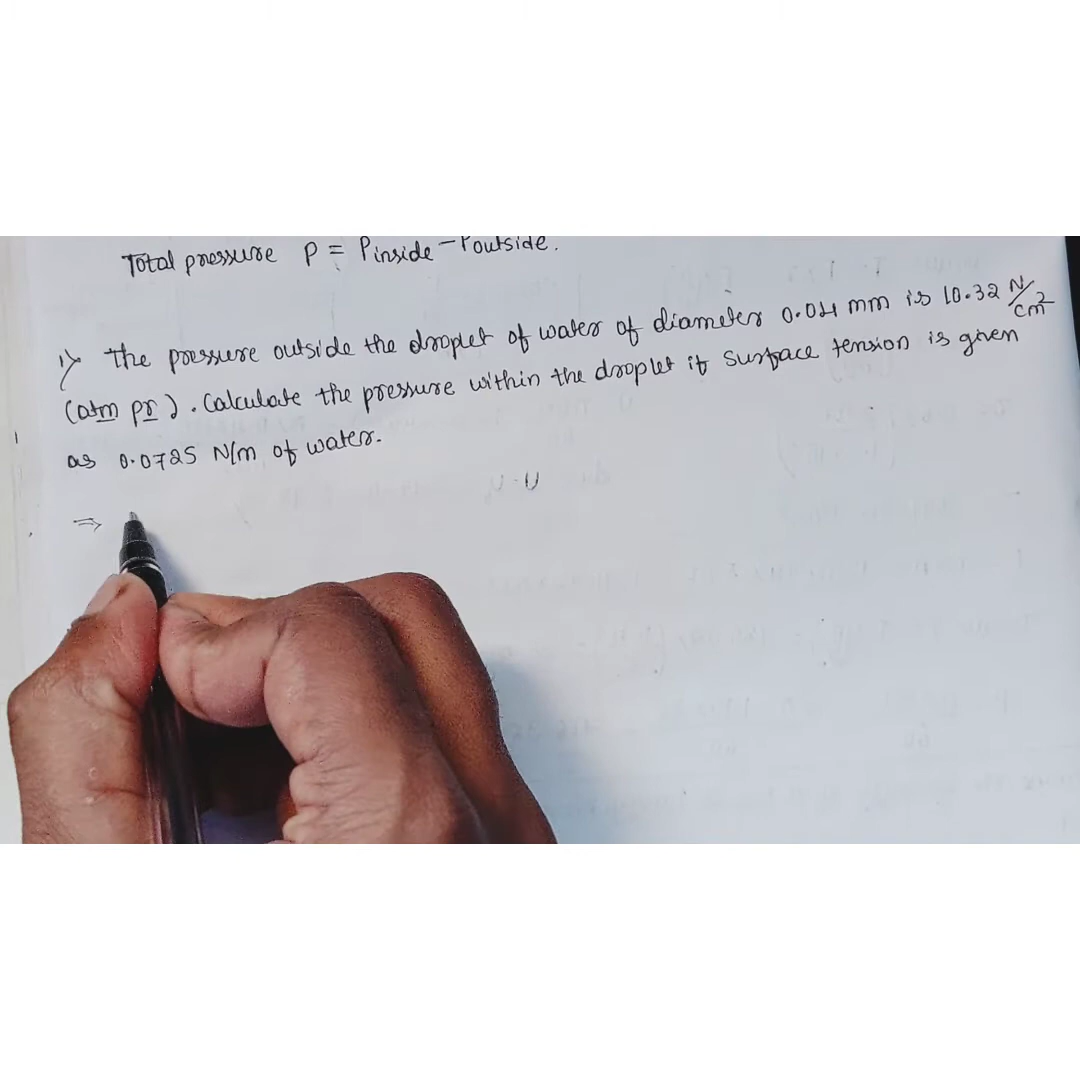 Total pressure P = Pinside - Poutside.
1) The pressure outside the droplet of water of diameter 0.04 mm is 10.32 N/cm²
(atm pr). Calculate the pressure within the droplet if surface tension is given
as 0.0725 N/m of water.
⇒